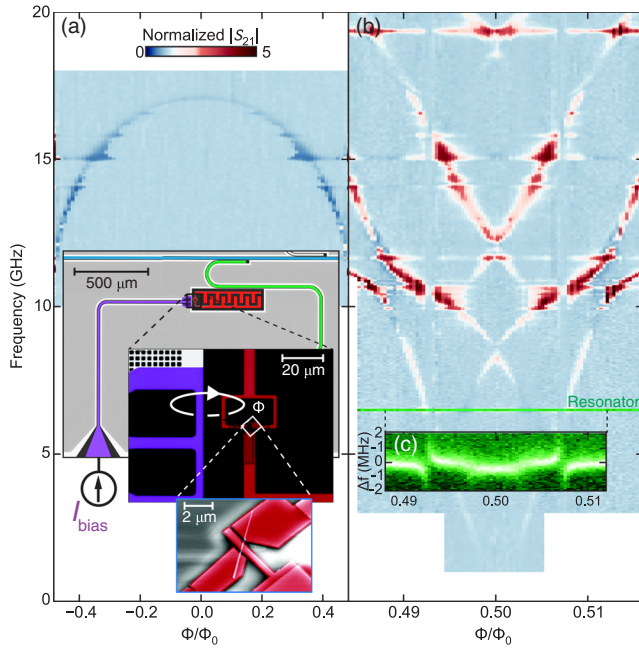 (a)
Normalized |S21|
0
5
(b)
20
15
10
5
0
Frequency (GHz)
500 μm
20 μm
Φ
Ibias
2 μm
Resonator
(c)
Δf (MHz)
2
1
0
-1
-2
0.49
0.50
0.51
-0.4
-0.2
0.0
0.2
0.4
Φ/Φ0
0.49
0.50
0.51
Φ/Φ0